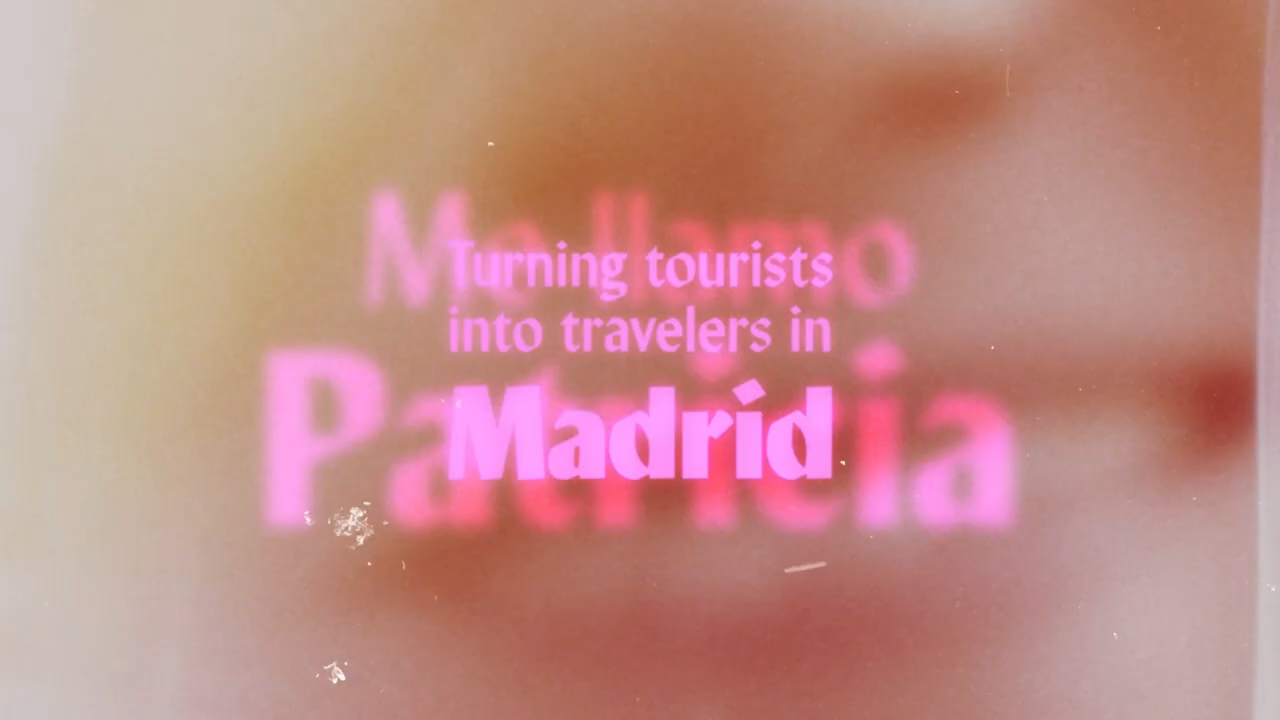 Me llamo
Turning tourists
into travelers in
Patricia
Madrid